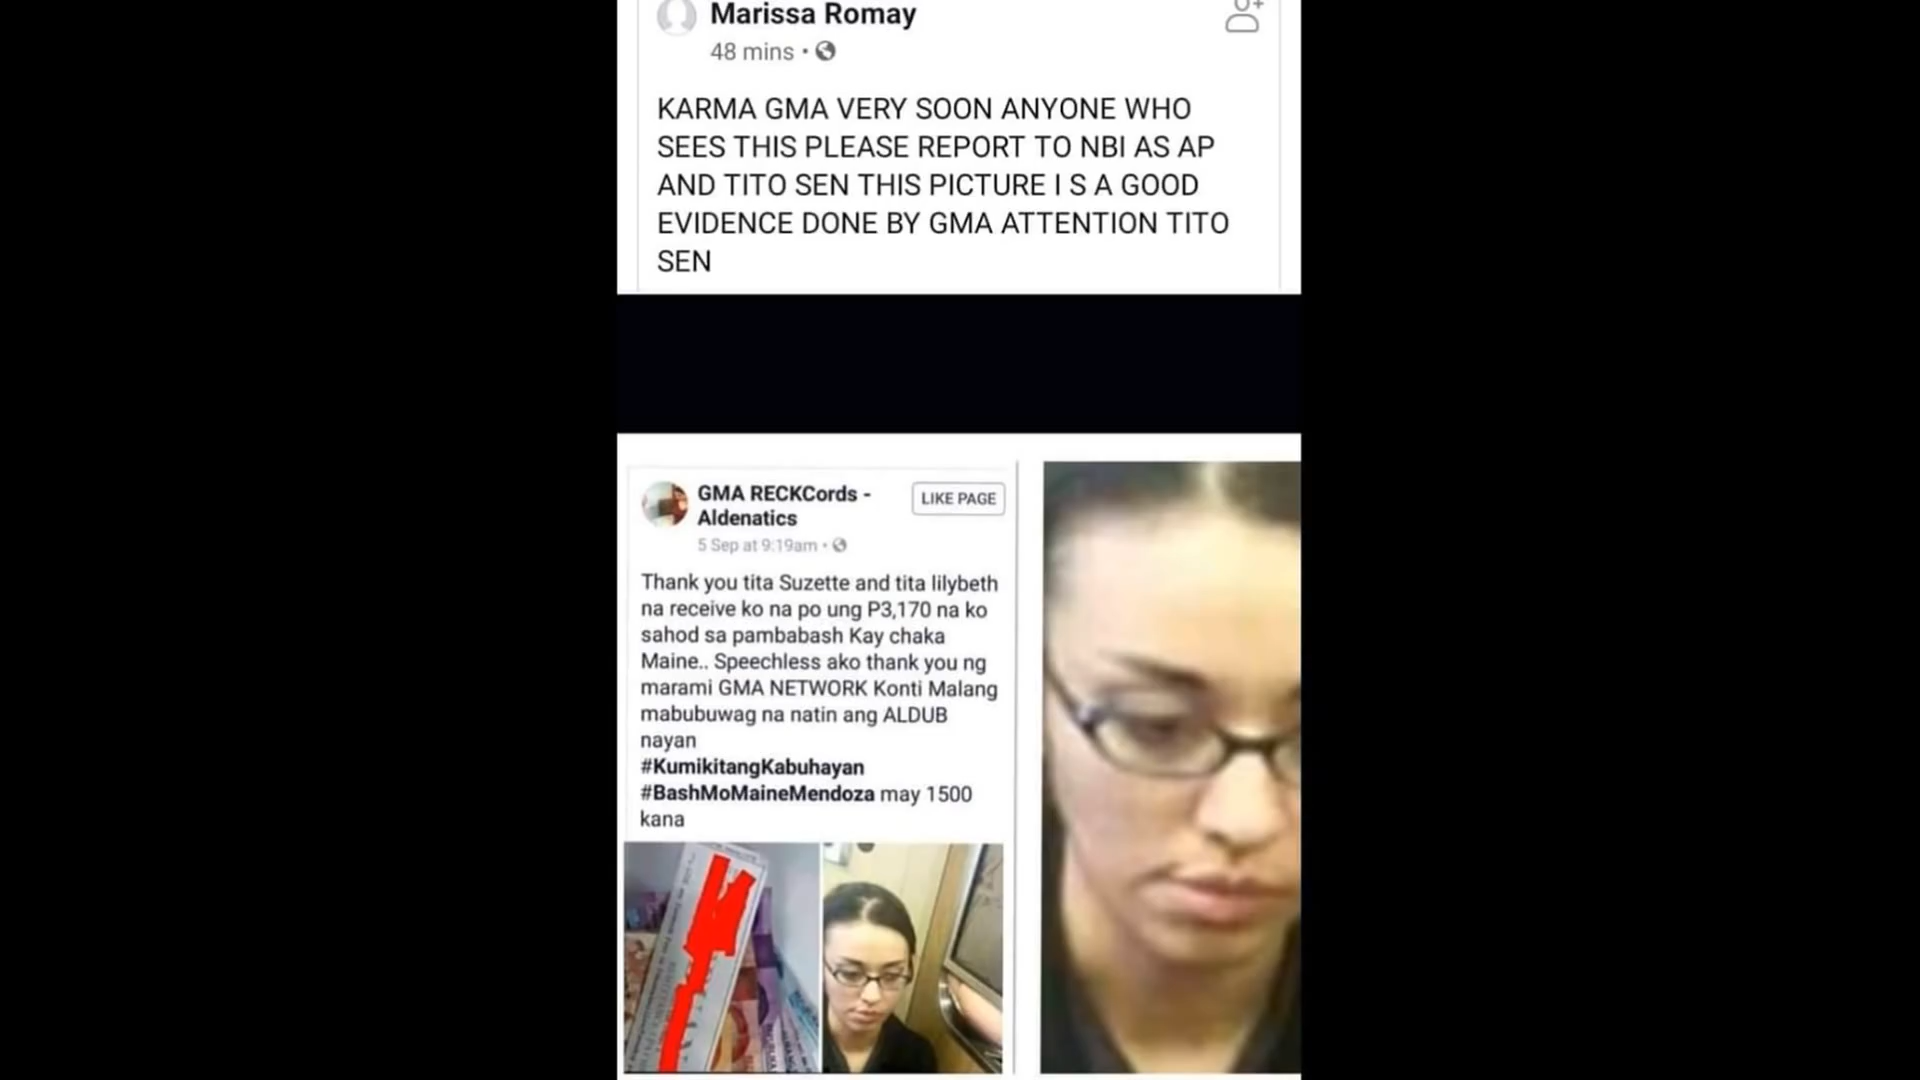 Marissa Romay
48 mins •
KARMA GMA VERY SOON ANYONE WHO
SEES THIS PLEASE REPORT TO NBI AS AP
AND TITO SEN THIS PICTURE I S A GOOD
EVIDENCE DONE BY GMA ATTENTION TITO
SEN
GMA RECKCords -
Aldenatics
LIKE PAGE
5 Sep at 9:19am •
Thank you tita Suzette and tita lilybeth
na receive ko na po ung P3,170 na ko
sahod sa pambabash Kay chaka
Maine.. Speechless ako thank you ng
marami GMA NETWORK Konti Malang
mabubuwag na natin ang ALDUB
nayan
#KumikitangKabuhayan
#BashMoMaineMendoza may 1500
kana